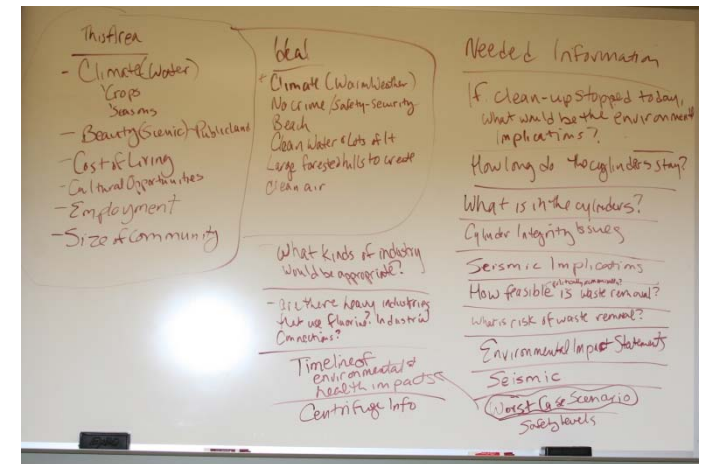 This Area
- Climate (Water)
Crops
Seasons
- Beauty (Scenic) - Publicland
- Cost of Living
- Cultural Opportunities
- Employment
- Size of Community
Ideal
Climate (Warm Weather)
No crime/Safety-security
Beach
Clean Water & Lots of It
Large forested hills to create
Clean air
What kinds of industry
would be appropriate?
- are there heavy industries
that use fluorine? Industrial
Connections?
Timeline of
environmental &
health impacts
Centrifuge Info
Needed Information
If clean-up stopped today,
what would be the environment
implications?
How long do the cylinders stay?
What is in the cylinders?
Cylinder Integrity Issues
Seismic Implications
How feasible is waste removal?
What is risk of waste removal?
Environmental Impact Statements
Seismic
Worst Case Scenario
Safety levels